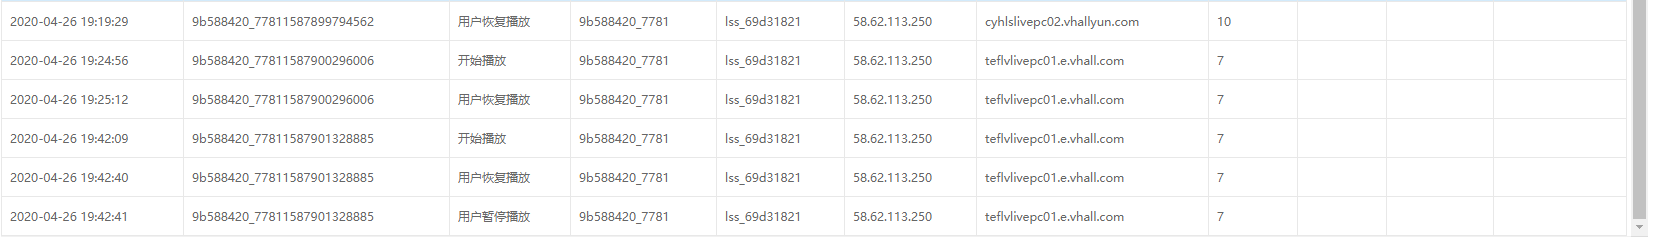 2020-04-26 19:19:29 9b588420_77811587899794562 用户恢复播放 9b588420_7781 lss_69d31821 58.62.113.250 cyhlslivepc02.vhallyun.com 10
2020-04-26 19:24:56 9b588420_77811587900296006 开始播放 9b588420_7781 lss_69d31821 58.62.113.250 teflvlivepc01.e.vhall.com 7
2020-04-26 19:25:12 9b588420_77811587900296006 用户恢复播放 9b588420_7781 lss_69d31821 58.62.113.250 teflvlivepc01.e.vhall.com 7
2020-04-26 19:42:09 9b588420_77811587901328885 开始播放 9b588420_7781 lss_69d31821 58.62.113.250 teflvlivepc01.e.vhall.com 7
2020-04-26 19:42:40 9b588420_77811587901328885 用户恢复播放 9b588420_7781 lss_69d31821 58.62.113.250 teflvlivepc01.e.vhall.com 7
2020-04-26 19:42:41 9b588420_77811587901328885 用户暂停播放 9b588420_7781 lss_69d31821 58.62.113.250 teflvlivepc01.e.vhall.com 7